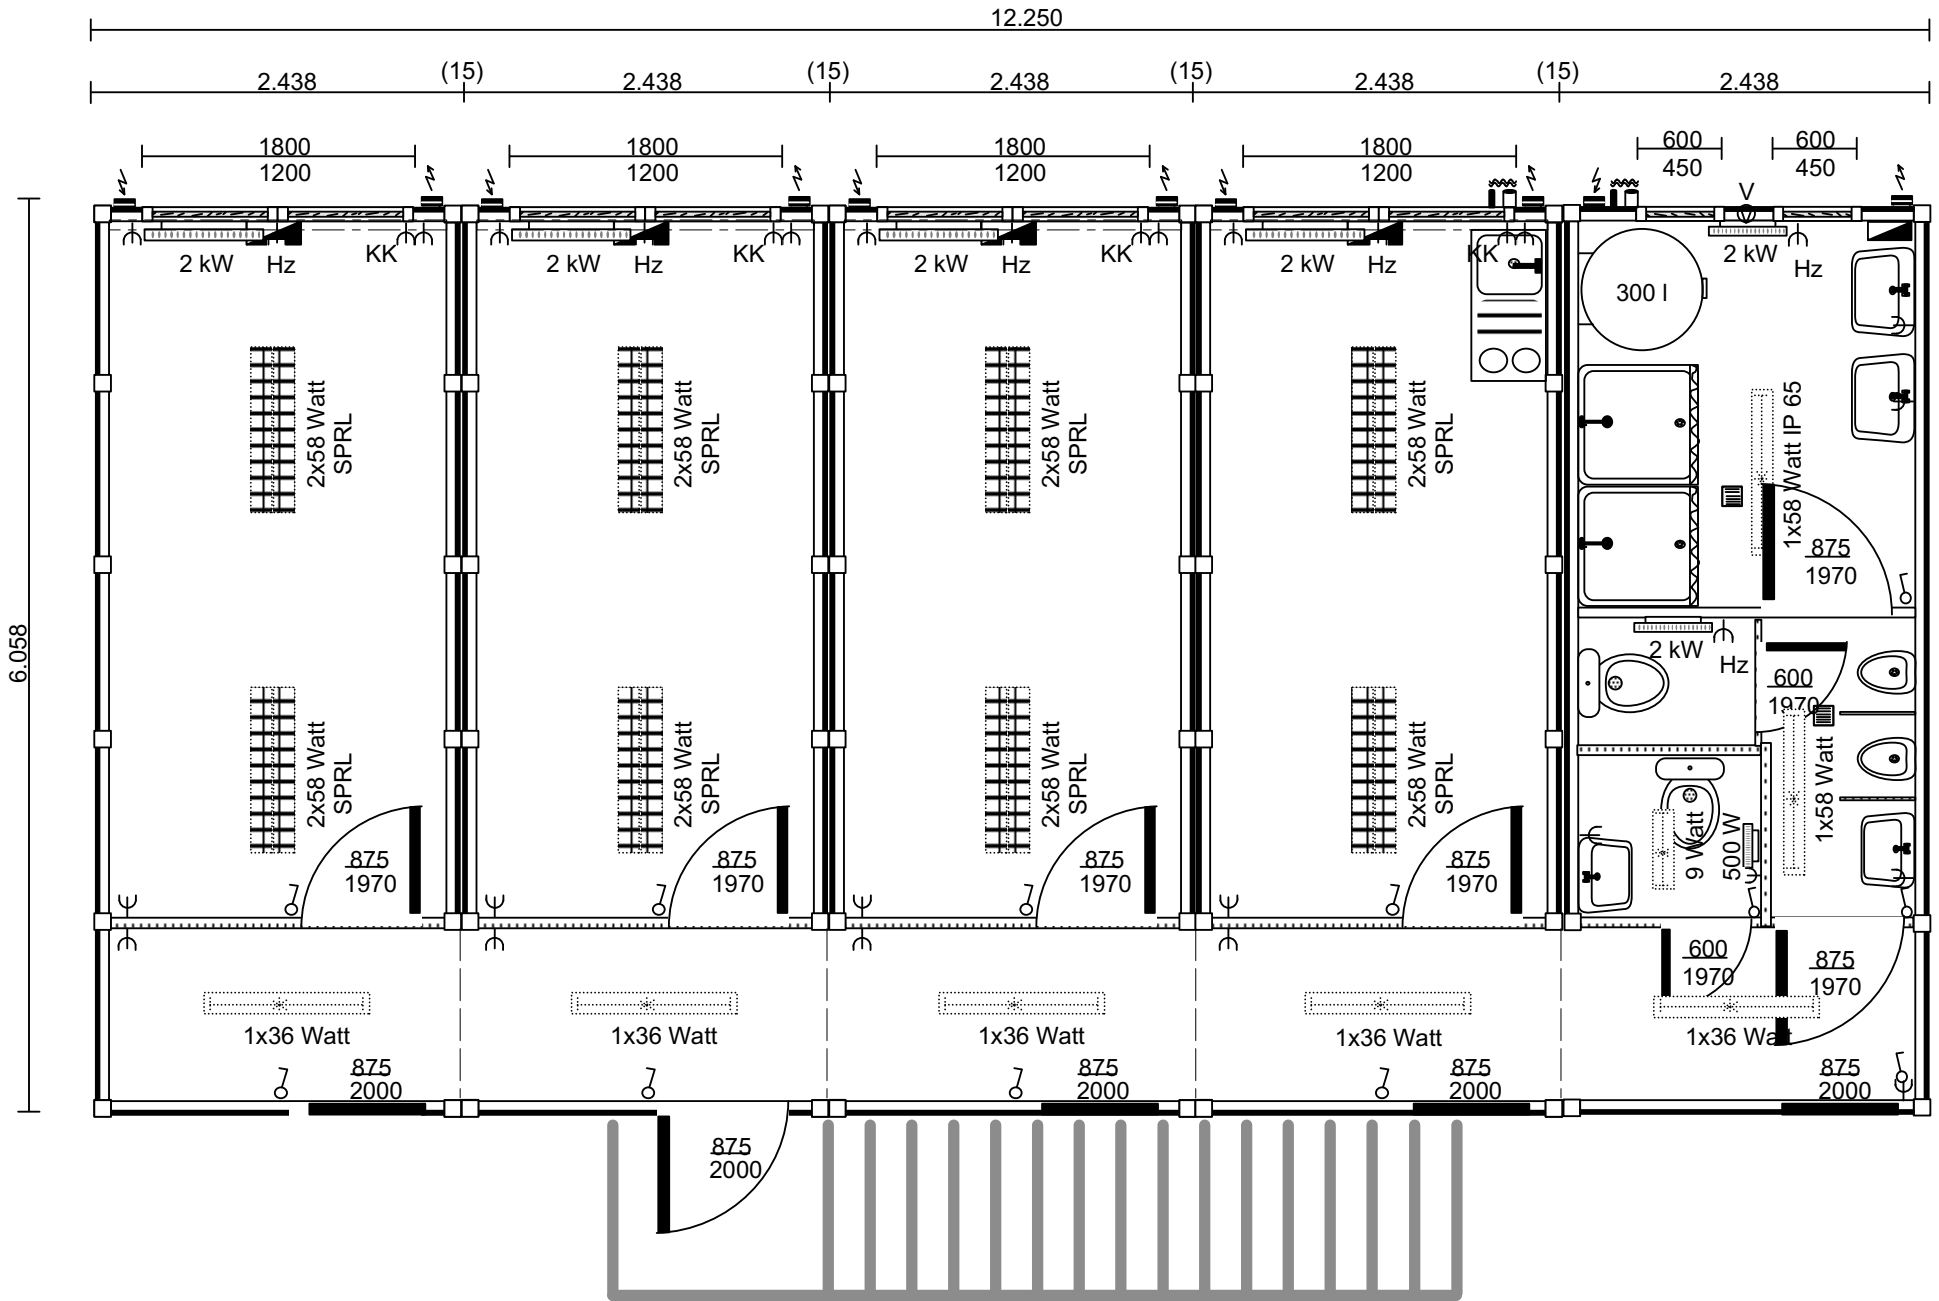 12.250
2.438
(15)
2.438
(15)
2.438
(15)
2.438
(15)
2.438
1800
1200
1800
1200
1800
1200
1800
1200
600
450
600
450
V
2 kW
Hz
KK
2 kW
Hz
KK
2 kW
Hz
KK
2 kW
Hz
KK
2 kW
Hz
300 l
2x58 Watt
SPRL
2x58 Watt
SPRL
2x58 Watt
SPRL
2x58 Watt
SPRL
1x58 Watt IP 65
875
1970
6.058
2 kW
Hz
600
1970
2x58 Watt
SPRL
2x58 Watt
SPRL
2x58 Watt
SPRL
2x58 Watt
SPRL
9 Watt
500 W
1x58 Watt
875
1970
875
1970
875
1970
875
1970
600
1970
875
1970
1x36 Watt
1x36 Watt
1x36 Watt
1x36 Watt
1x36 Watt
875
2000
875
2000
875
2000
875
2000
875
2000